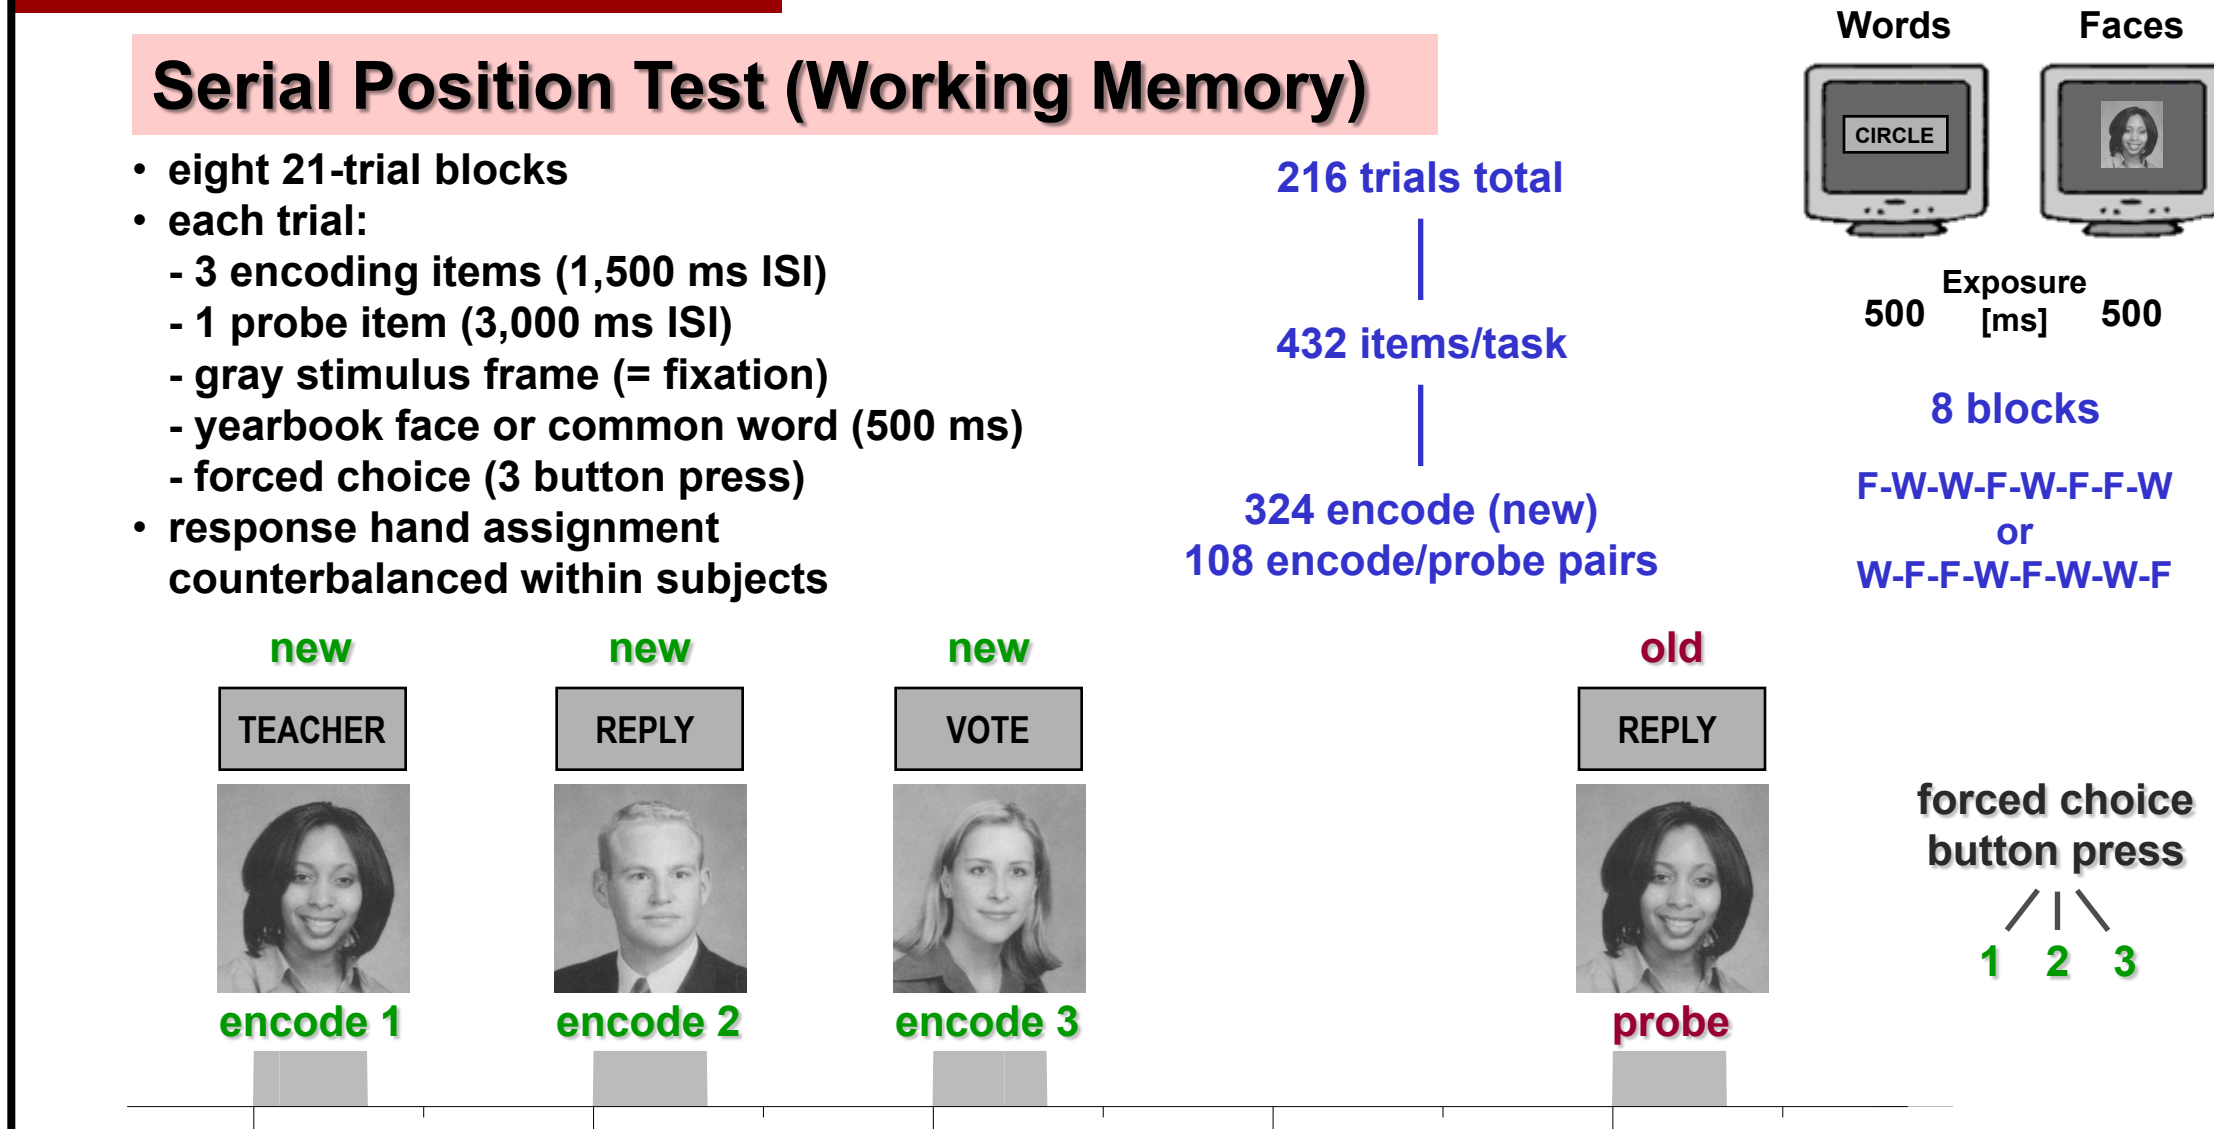 Serial Position Test (Working Memory)
• eight 21-trial blocks
• each trial:
- 3 encoding items (1,500 ms ISI)
- 1 probe item (3,000 ms ISI)
- gray stimulus frame (= fixation)
- yearbook face or common word (500 ms)
- forced choice (3 button press)
• response hand assignment
counterbalanced within subjects
216 trials total
432 items/task
324 encode (new)
108 encode/probe pairs
Words Faces
CIRCLE
Exposure
500 [ms] 500
8 blocks
F-W-W-F-W-F-F-W
or
W-F-F-W-F-W-W-F
new new new old
TEACHER REPLY VOTE REPLY
encode 1 encode 2 encode 3 probe
forced choice
button press
1 2 3